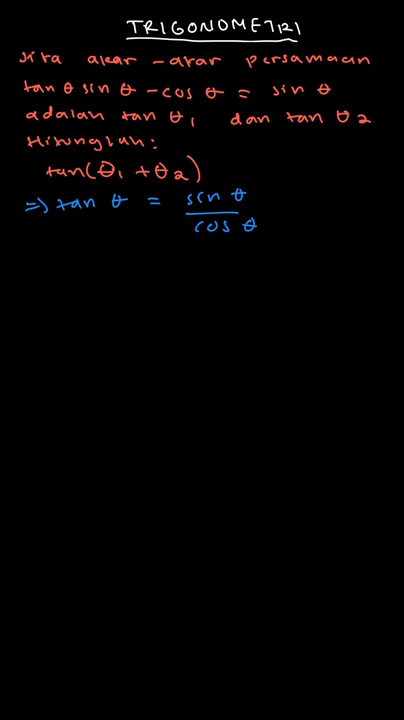 TRIGONOMETRI
Jika akar-akar persamaan
tan θ sin θ - cos θ = sin θ
adalah tan θ₁ dan tan θ₂
Hitunglah:
tan(θ₁ + θ₂)
⇒ tan θ = sin θ / cos θ